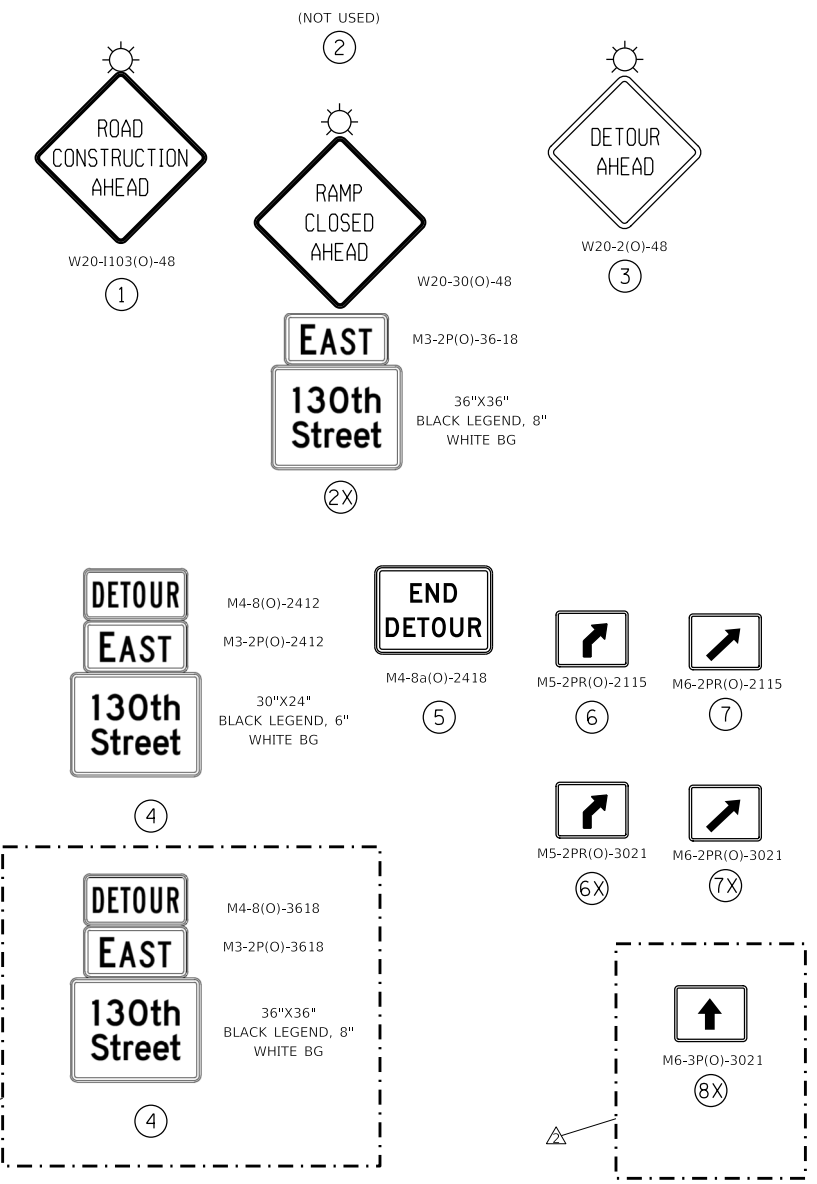 (NOT USED)
2
ROAD
CONSTRUCTION
AHEAD
W20-I103(O)-48
1
RAMP
CLOSED
AHEAD
W20-30(O)-48
EAST
M3-2P(O)-36-18
130th
Street
36"X36"
BLACK LEGEND, 8"
WHITE BG
2X
DETOUR
AHEAD
W20-2(O)-48
3
DETOUR
M4-8(O)-2412
EAST
M3-2P(O)-2412
130th
Street
30"X24"
BLACK LEGEND, 6"
WHITE BG
4
END
DETOUR
M4-8a(O)-2418
5
M5-2PR(O)-2115
6
M6-2PR(O)-2115
7
M5-2PR(O)-3021
6X
M6-2PR(O)-3021
7X
DETOUR
M4-8(O)-3618
EAST
M3-2P(O)-3618
130th
Street
36"X36"
BLACK LEGEND, 8"
WHITE BG
4
M6-3P(O)-3021
8X
2